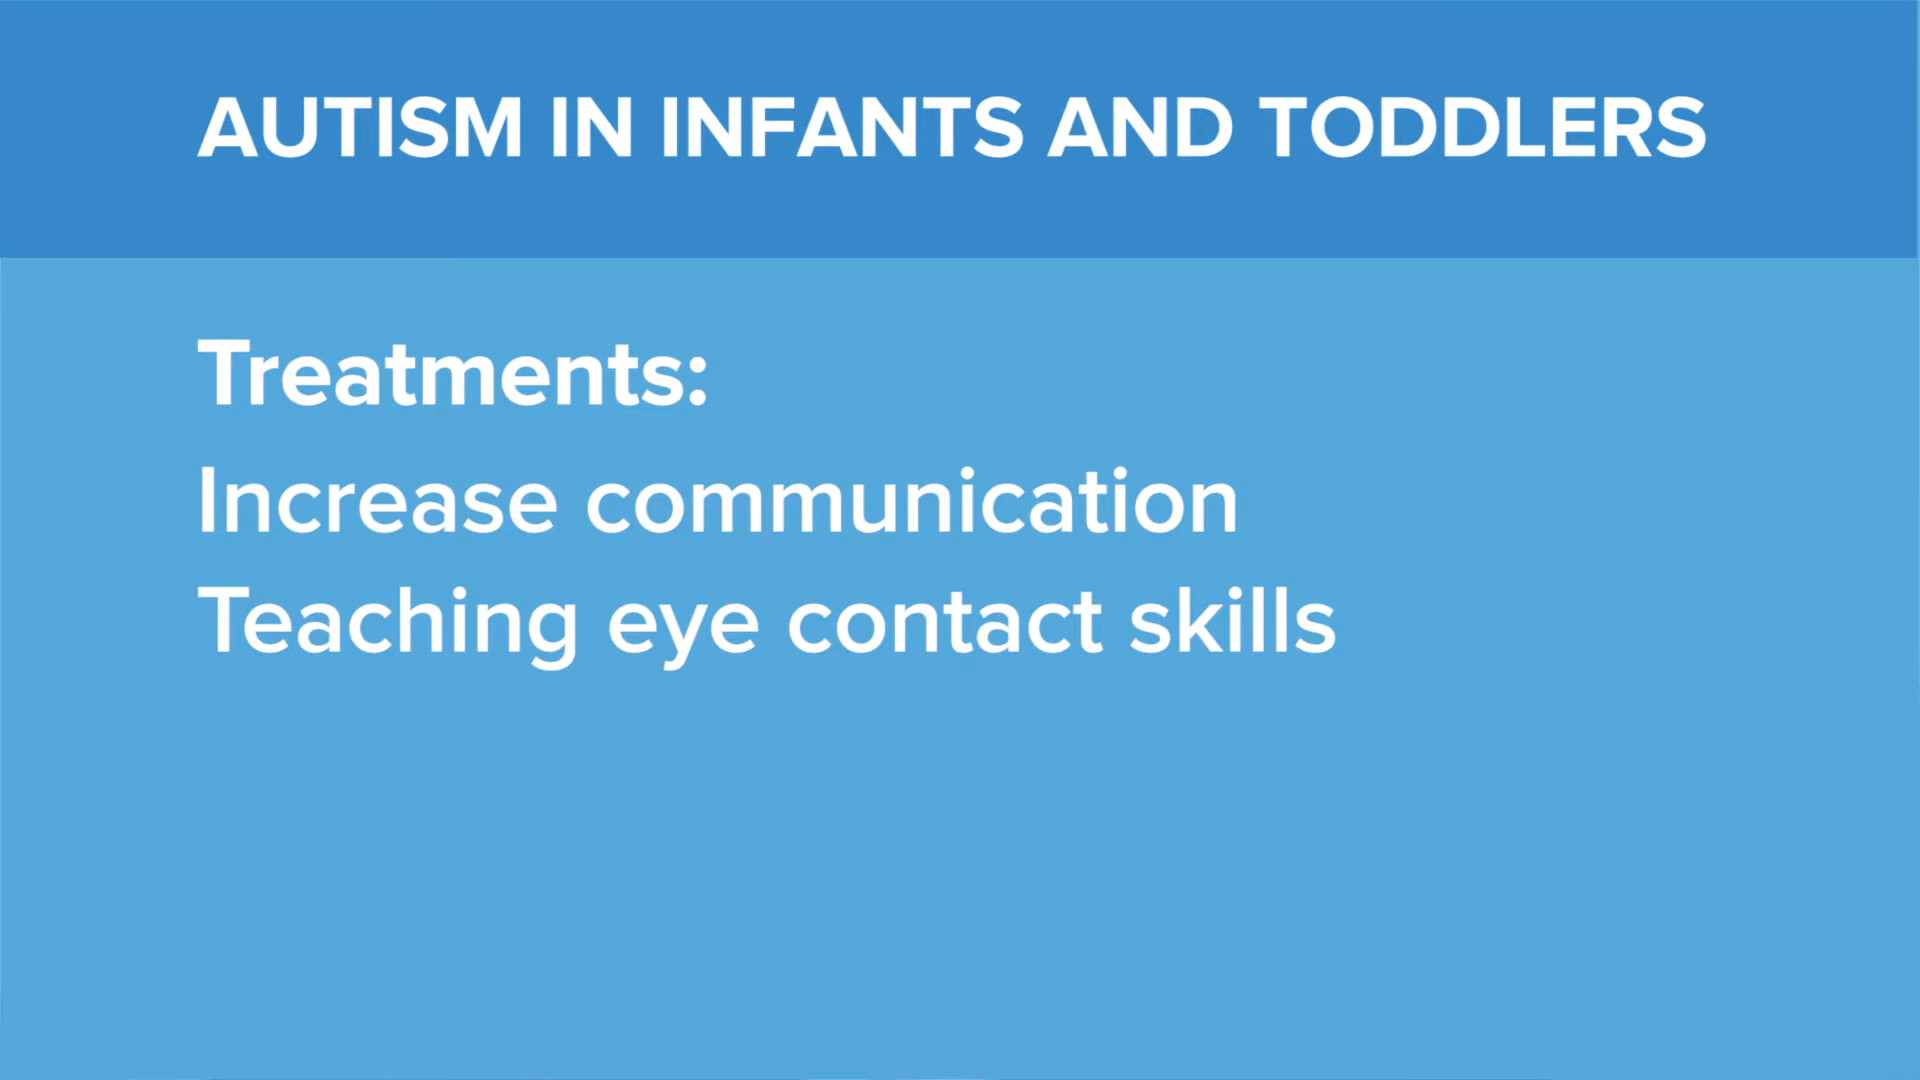 AUTISM IN INFANTS AND TODDLERS
Treatments:
Increase communication
Teaching eye contact skills